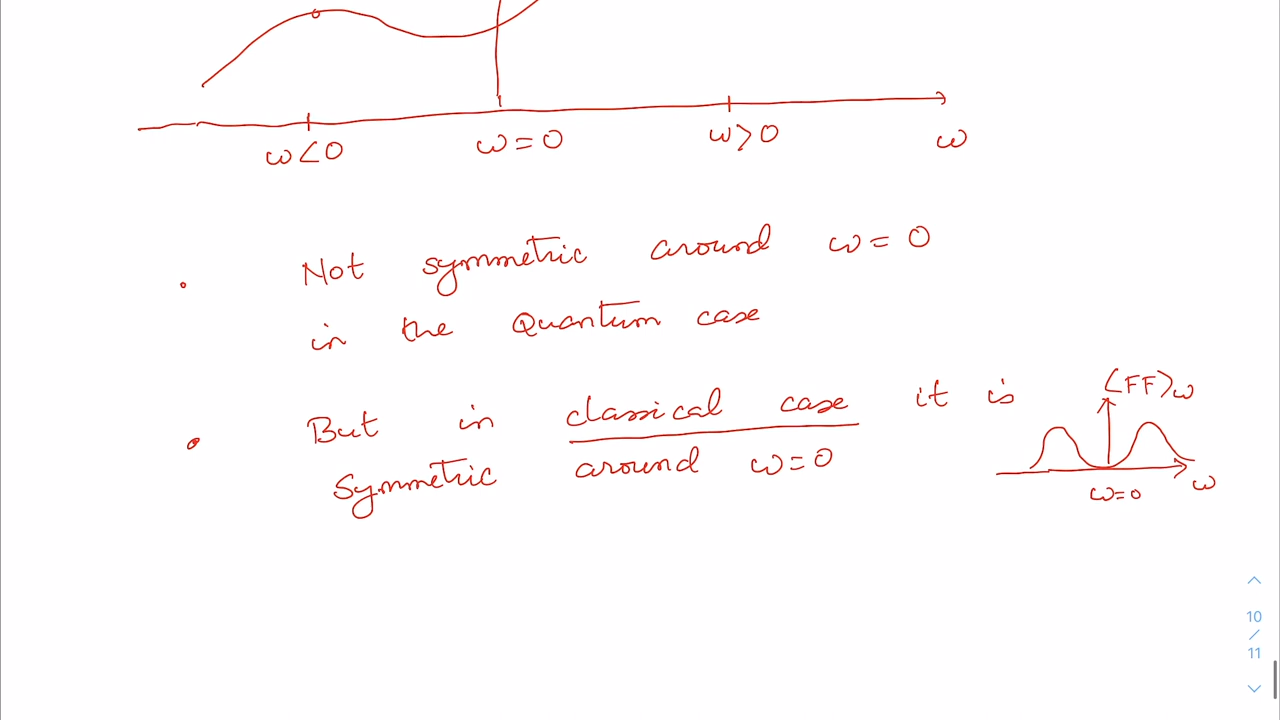 ω<0
ω=0
ω>0
ω
. Not symmetric around ω=0
in the Quantum case
. But in classical case it is
Symmetric around ω=0
⟨FF⟩ω
ω=0
ω
10
/
11